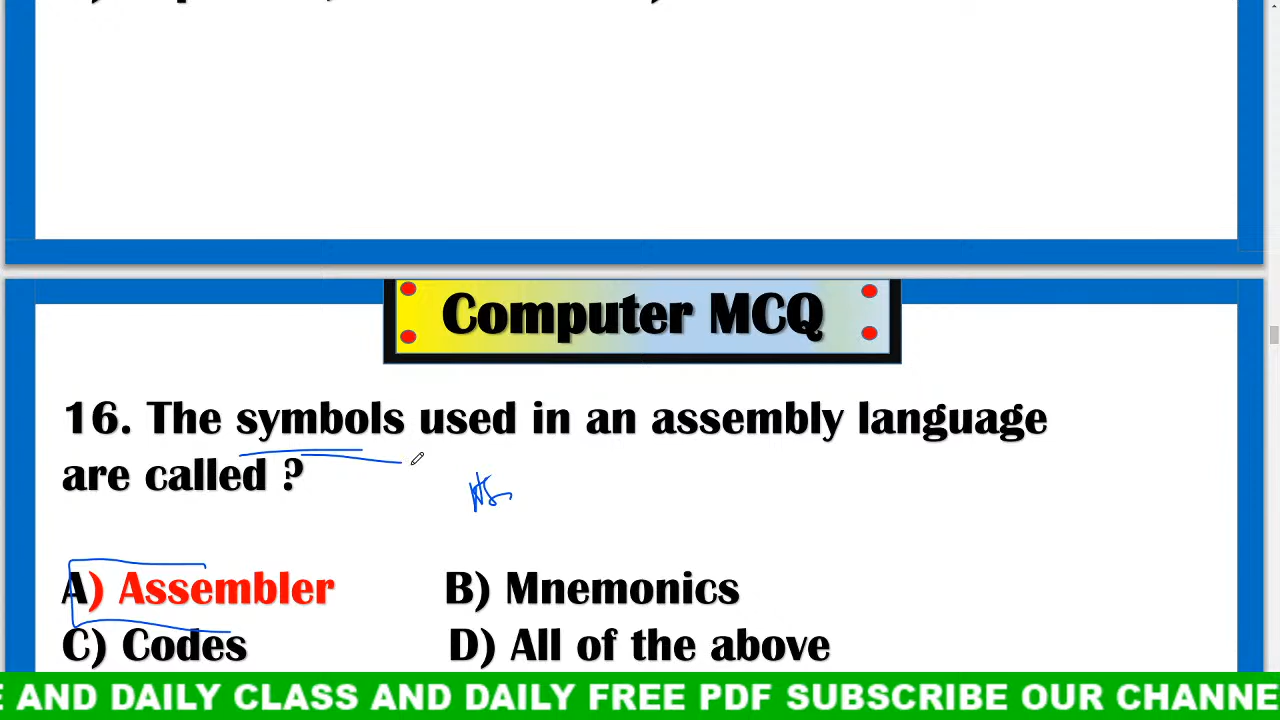 Computer MCQ
16. The symbols used in an assembly language
are called ?
A) Assembler B) Mnemonics
C) Codes D) All of the above
E AND DAILY CLASS AND DAILY FREE PDF SUBSCRIBE OUR CHANNE